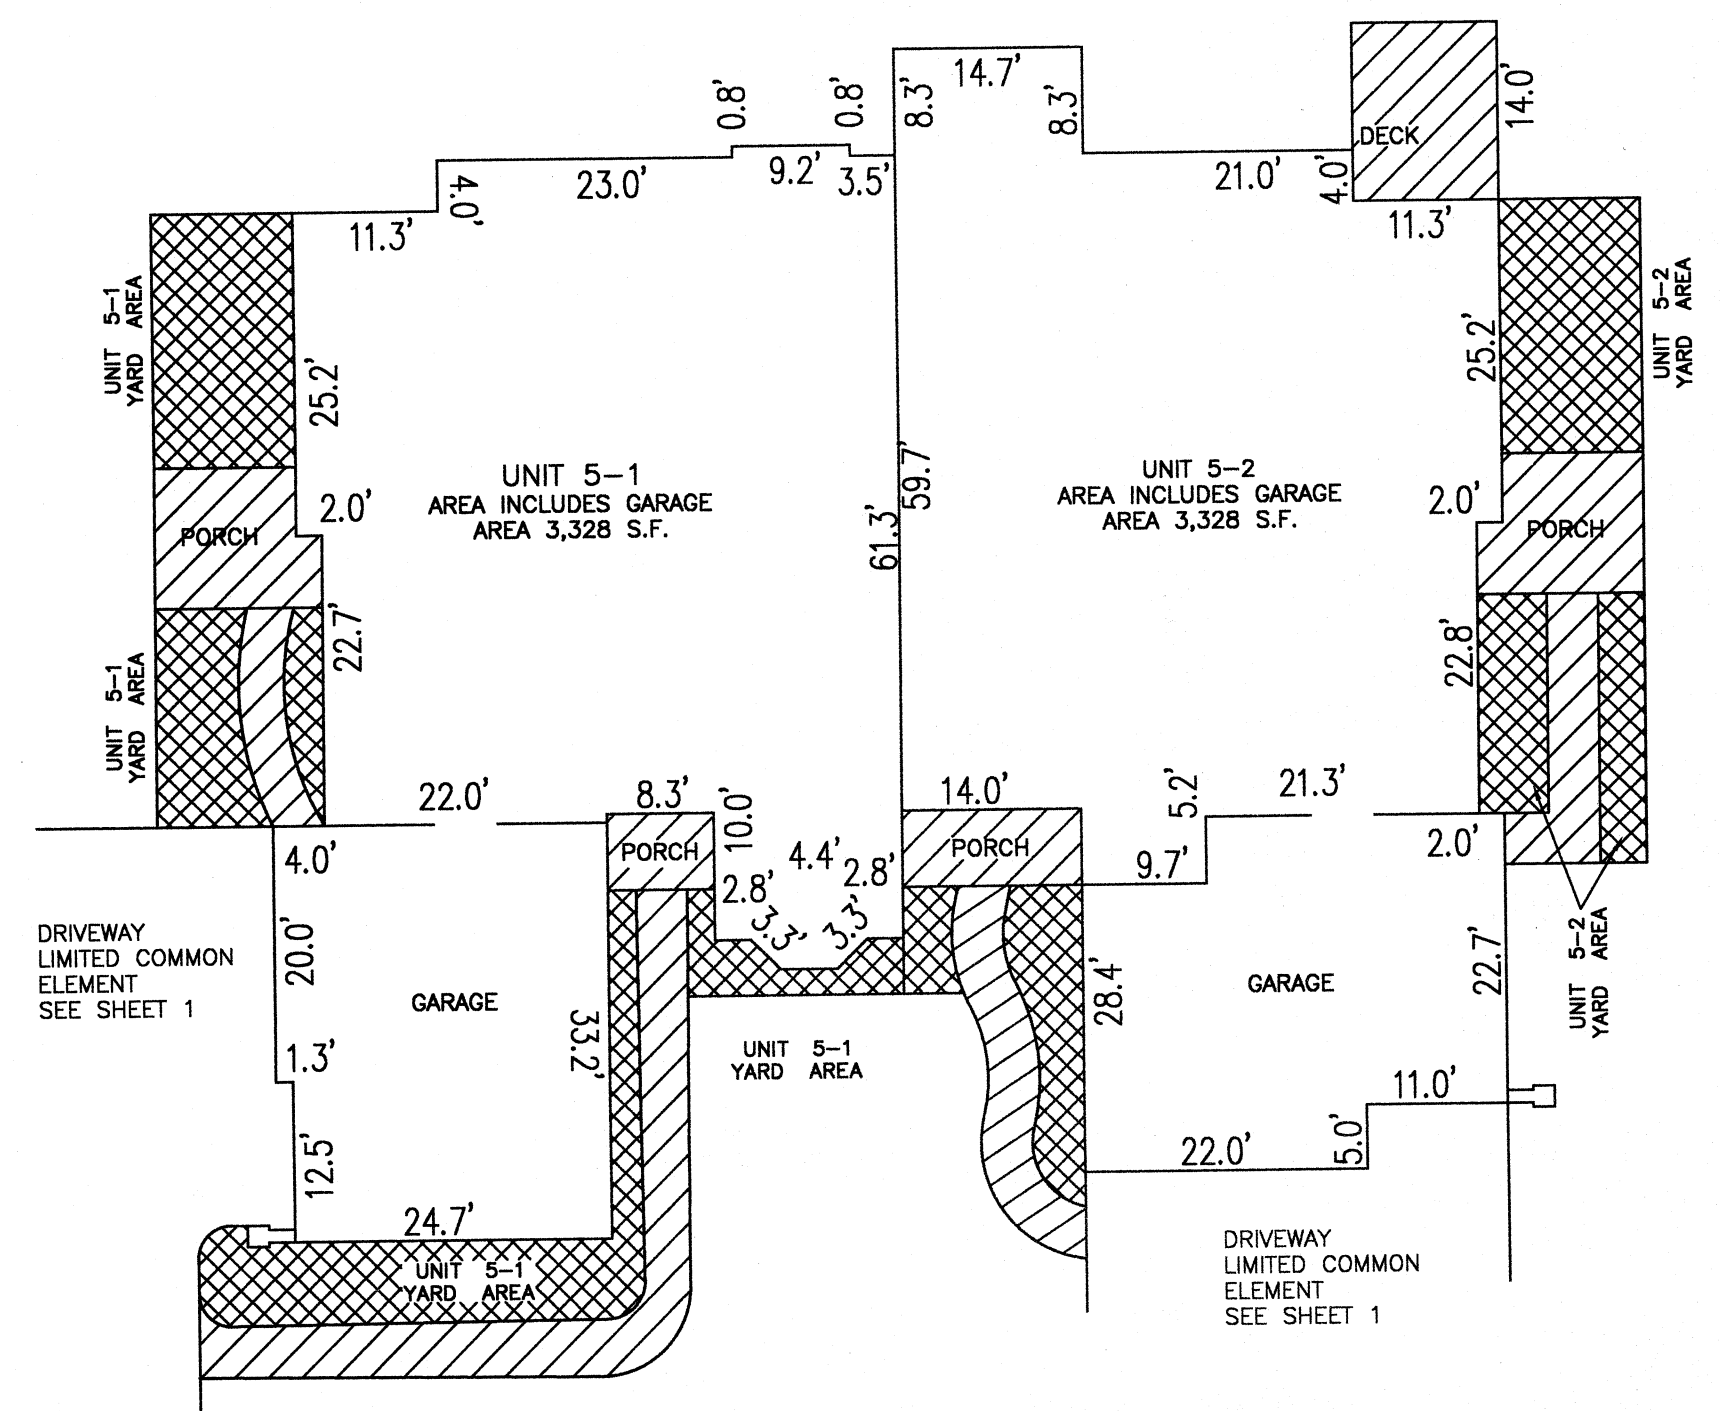 14.7'
0.8'
0.8'
8.3'
8.3'
14.0'
DECK
23.0'
9.2'
3.5'
21.0'
4.0'
4.0'
11.3'
11.3'
UNIT 5-1
YARD AREA
25.2'
25.2'
UNIT 5-2
YARD AREA
UNIT 5-1
AREA INCLUDES GARAGE
AREA 3,328 S.F.
59.7'
61.3'
UNIT 5-2
AREA INCLUDES GARAGE
AREA 3,328 S.F.
2.0'
2.0'
PORCH
PORCH
22.7'
22.8'
UNIT 5-1
YARD AREA
22.0'
8.3'
10.0'
14.0'
5.2'
21.3'
4.0'
PORCH
4.4'
2.8'
2.8'
3.3'
3.3'
PORCH
9.7'
2.0'
DRIVEWAY
LIMITED COMMON
ELEMENT
SEE SHEET 1
20.0'
GARAGE
33.2'
28.4'
GARAGE
22.7'
UNIT 5-2
YARD AREA
1.3'
UNIT 5-1
YARD AREA
11.0'
12.5'
22.0'
5.0'
24.7'
UNIT 5-1
YARD AREA
DRIVEWAY
LIMITED COMMON
ELEMENT
SEE SHEET 1